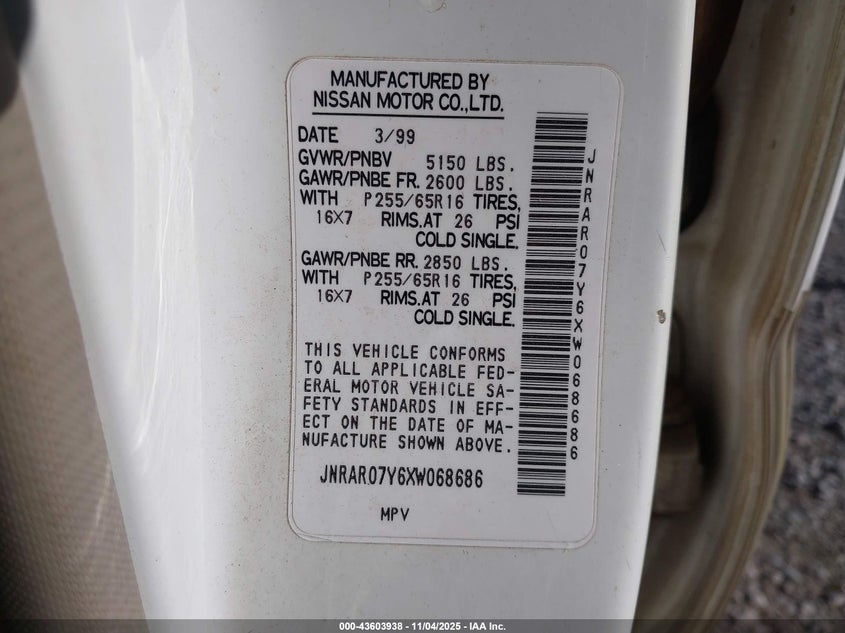 MANUFACTURED BY
NISSAN MOTOR CO.,LTD.
DATE 3/99
GVWR/PNBV 5150 LBS.
GAWR/PNBE FR. 2600 LBS.
WITH P255/65R16 TIRES,
16X7 RIMS.AT 26 PSI
COLD SINGLE.
GAWR/PNBE RR. 2850 LBS.
WITH P255/65R16 TIRES,
16X7 RIMS.AT 26 PSI
COLD SINGLE.
THIS VEHICLE CONFORMS
TO ALL APPLICABLE FED-
ERAL MOTOR VEHICLE SA-
FETY STANDARDS IN EFF-
ECT ON THE DATE OF MA-
NUFACTURE SHOWN ABOVE.
JNRAR07Y6XW068686
MPV
JNRAR07Y6XW068686
000-43603938 - 11/04/2025 - IAA Inc.